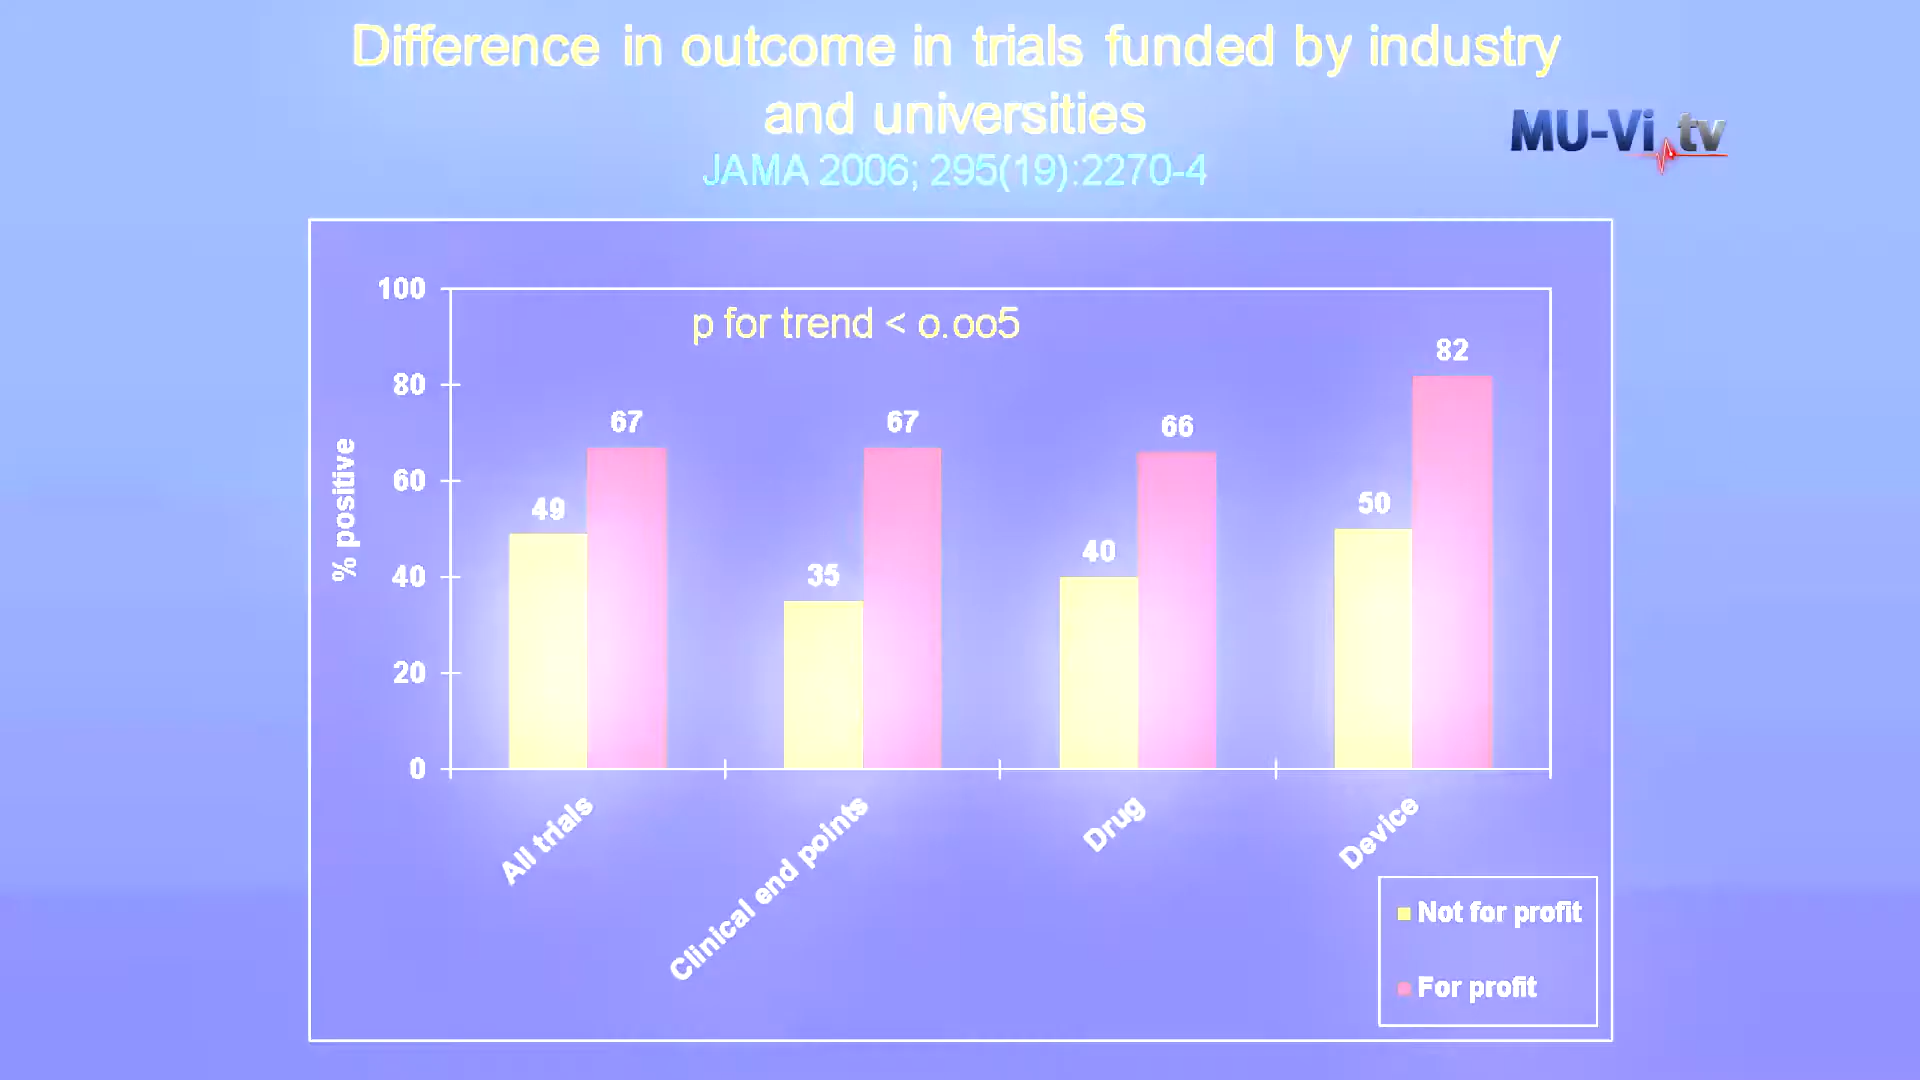 Difference in outcome in trials funded by industry
and universities
JAMA 2006; 295(19):2270-4
MU-Vi.tv
100
80
60
40
20
0
% positive
p for trend < o.oo5
49
67
35
67
40
66
50
82
All trials
Clinical end points
Drug
Device
Not for profit
For profit